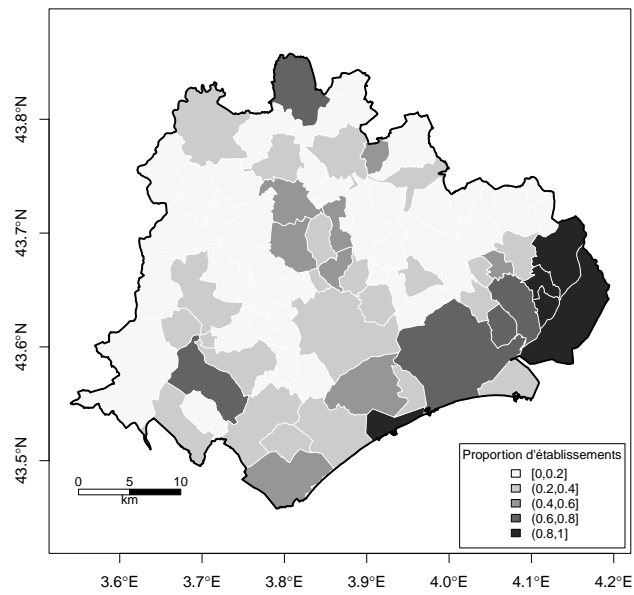 43.8°N
43.7°N
43.6°N
43.5°N
0 5 10
km
Proportion d'établissements
[0,0.2]
(0.2,0.4]
(0.4,0.6]
(0.6,0.8]
(0.8,1]
3.6°E 3.7°E 3.8°E 3.9°E 4.0°E 4.1°E 4.2°E